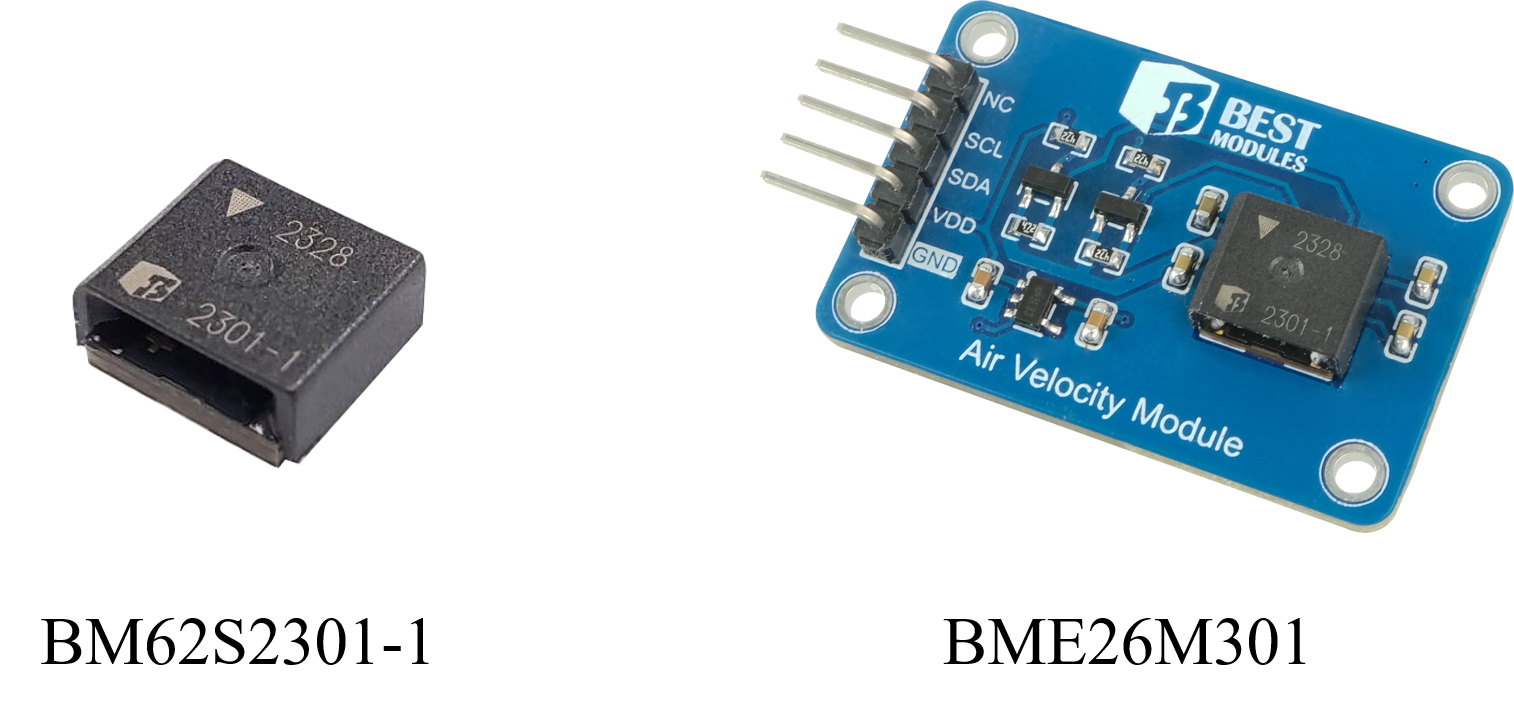 2328
2301-1
NC
SCL
SDA
VDD
GND
BEST
MODULES
2328
2301-1
Air Velocity Module
BM62S2301-1
BME26M301